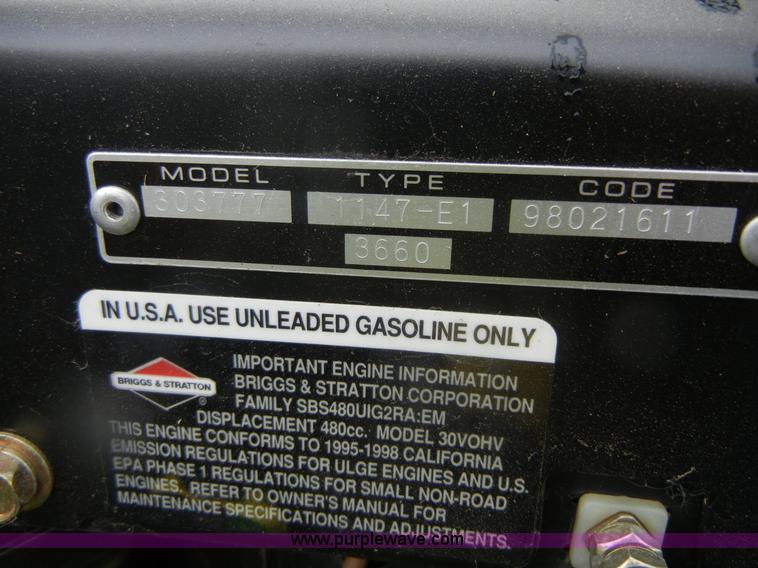 MODEL TYPE CODE
303777 1147-E1 98021611
3660
IN U.S.A. USE UNLEADED GASOLINE ONLY
BRIGGS & STRATTON
IMPORTANT ENGINE INFORMATION
BRIGGS & STRATTON CORPORATION
FAMILY SBS480UIG2RA:EM
DISPLACEMENT 480cc. MODEL 30VOHV
THIS ENGINE CONFORMS TO 1995-1998 CALIFORNIA
EMISSION REGULATIONS FOR ULGE ENGINES AND U.S.
EPA PHASE 1 REGULATIONS FOR SMALL NON-ROAD
ENGINES. REFER TO OWNER'S MANUAL FOR
MAINTENANCE SPECIFICATIONS AND ADJUSTMENTS.
www.purplewave.com